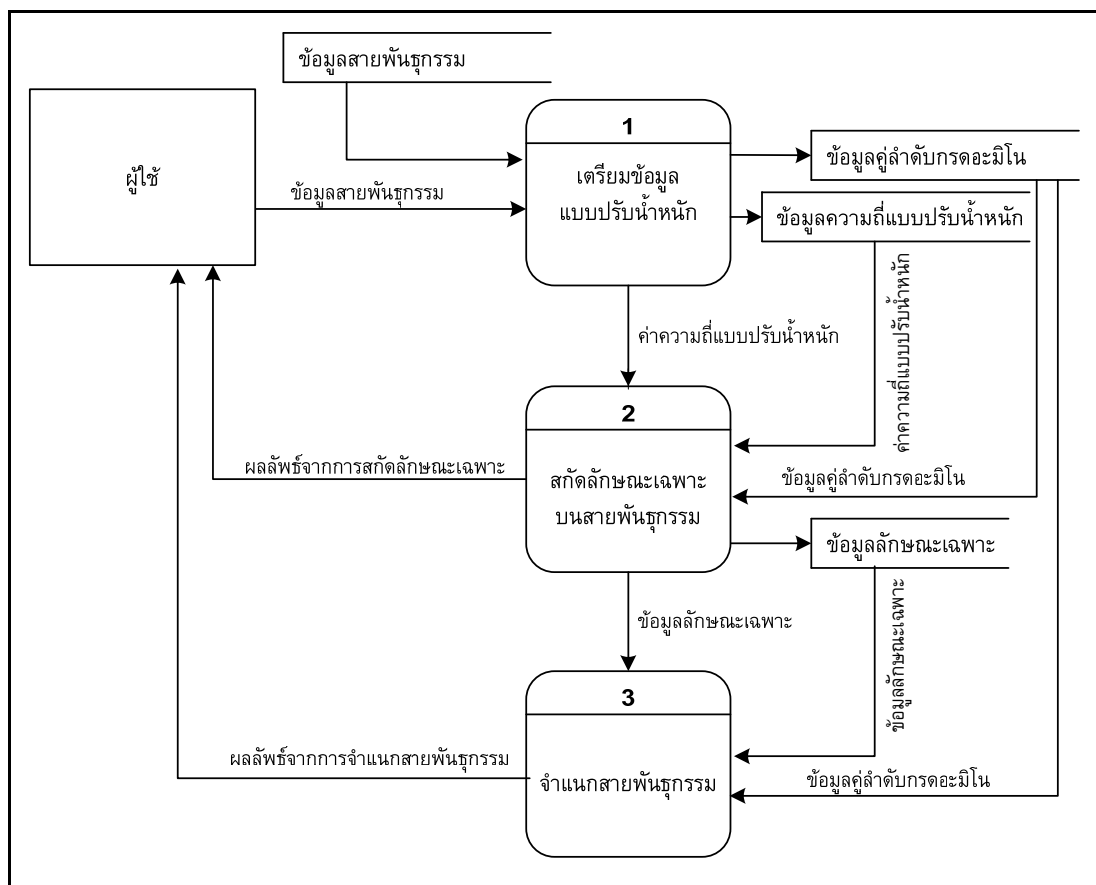 ข้อมูลสายพันธุกรรม
ผู้ใช้
ข้อมูลสายพันธุกรรม
1
เตรียมข้อมูล
แบบปรับน้ำหนัก
ข้อมูลคู่ลำดับกรดอะมิโน
ข้อมูลความถี่แบบปรับน้ำหนัก
ค่าความถี่แบบปรับน้ำหนัก
ค่าความถี่แบบปรับน้ำหนัก
2
สกัดลักษณะเฉพาะ
บนสายพันธุกรรม
ผลลัพธ์จากการสกัดลักษณะเฉพาะ
ข้อมูลคู่ลำดับกรดอะมิโน
ข้อมูลลักษณะเฉพาะ
ข้อมูลลักษณะเฉพาะ
ข้อมูลลักษณะเฉพาะ
3
จำแนกสายพันธุกรรม
ผลลัพธ์จากการจำแนกสายพันธุกรรม
ข้อมูลคู่ลำดับกรดอะมิโน